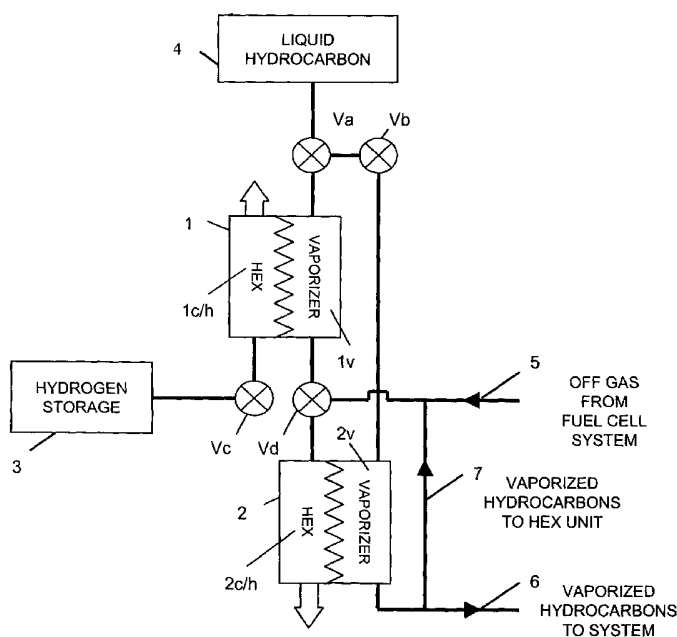 4
LIQUID
HYDROCARBON
Va
Vb
1
HEX
VAPORIZER
1c/h
1v
HYDROGEN
STORAGE
3
Vc
Vd
5
OFF GAS
FROM
FUEL CELL
SYSTEM
2v
2
HEX
VAPORIZER
2c/h
7
VAPORIZED
HYDROCARBONS
TO HEX UNIT
6
VAPORIZED
HYDROCARBONS
TO SYSTEM